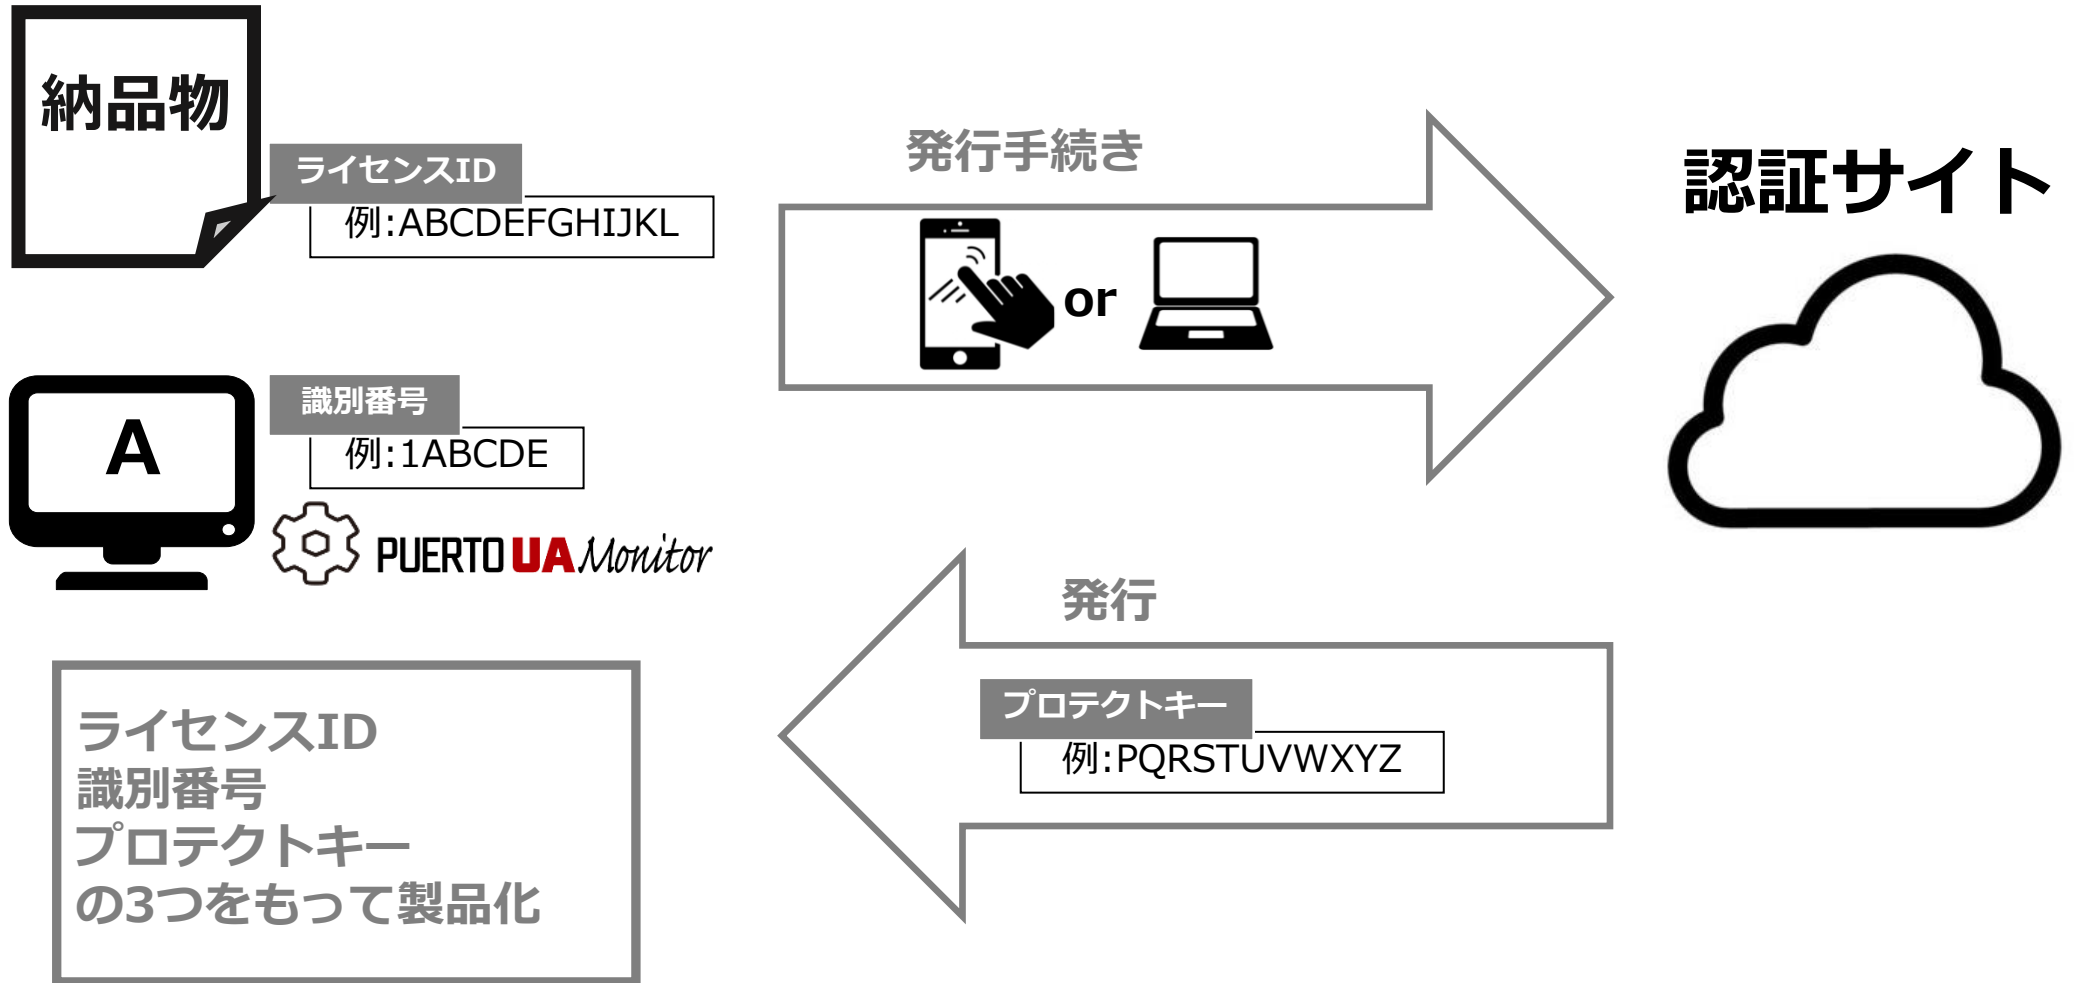 納品物
ライセンスID
例:ABCDEFGHIJKL
発行手続き
or
認証サイト
A
識別番号
例:1ABCDE
PUERTO UA Monitor
発行
プロテクトキー
例:PQRSTUVWXYZ
ライセンスID
識別番号
プロテクトキー
の3つをもって製品化